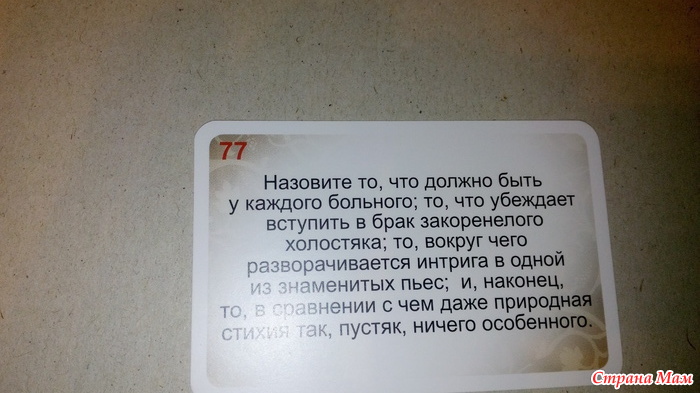 77
Назовите то, что должно быть
у каждого больного; то, что убеждает
вступить в брак закоренелого
холостяка; то, вокруг чего
разворачивается интрига в одной
из знаменитых пьес; и, наконец,
то, в сравнении с чем даже природная
стихия так, пустяк, ничего особенного.
Страна Мам